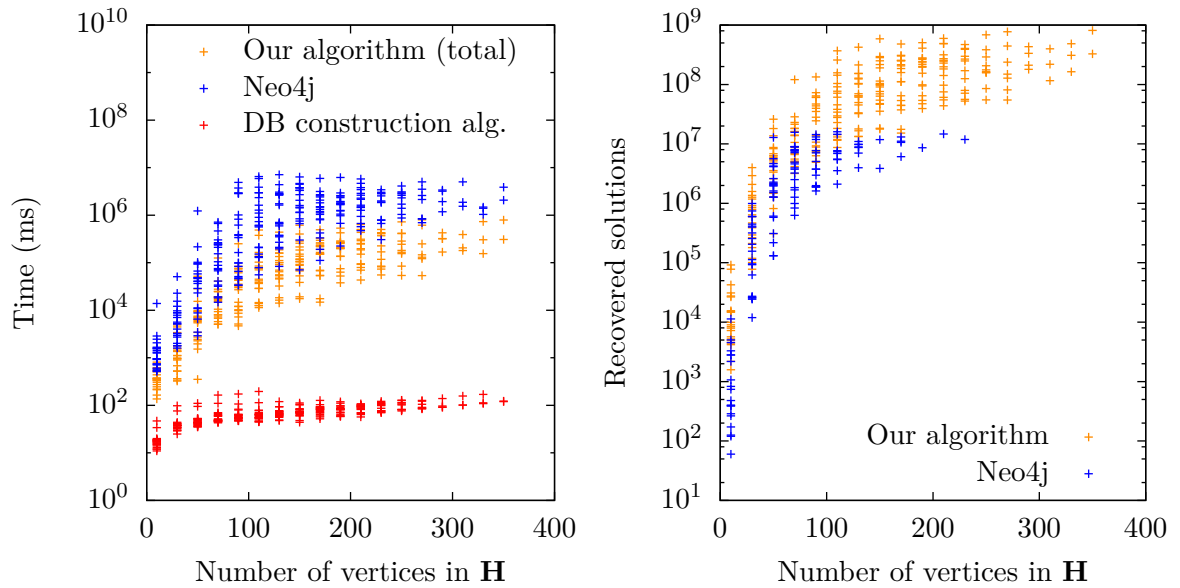 10^10
10^8
10^6
10^4
10^2
10^0
Time (ms)
Our algorithm (total)
Neo4j
DB construction alg.
0
100
200
300
400
Number of vertices in H
10^9
10^8
10^7
10^6
10^5
10^4
10^3
10^2
10^1
Recovered solutions
Our algorithm
Neo4j
0
100
200
300
400
Number of vertices in H